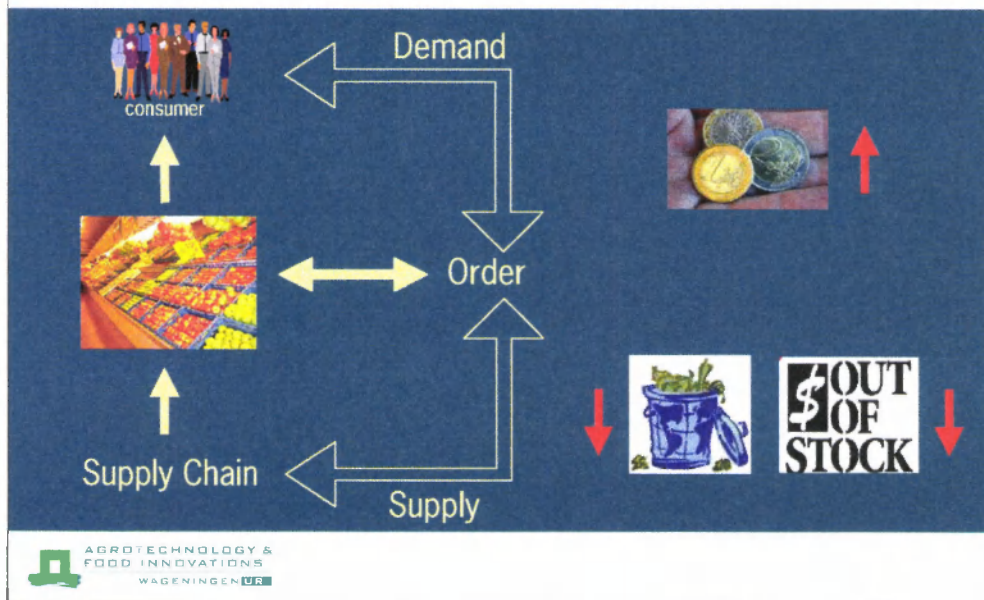 Demand
consumer
Order
Supply Chain
Supply
$OUT
OF
STOCK
AGROTECHNOLOGY &
FOOD INNOVATIONS
WAGENINGEN UR